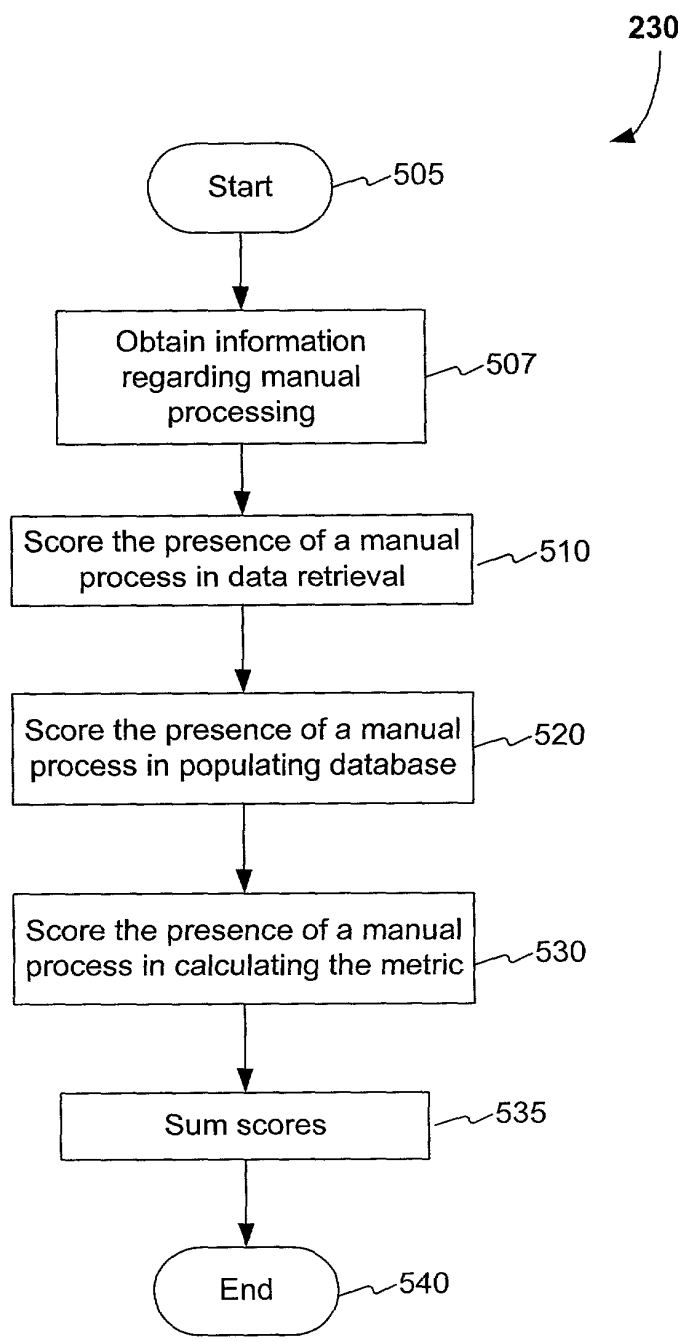 230
Start
505
Obtain information
regarding manual
processing
507
Score the presence of a manual
process in data retrieval
510
Score the presence of a manual
process in populating database
520
Score the presence of a manual
process in calculating the metric
530
Sum scores
535
End
540